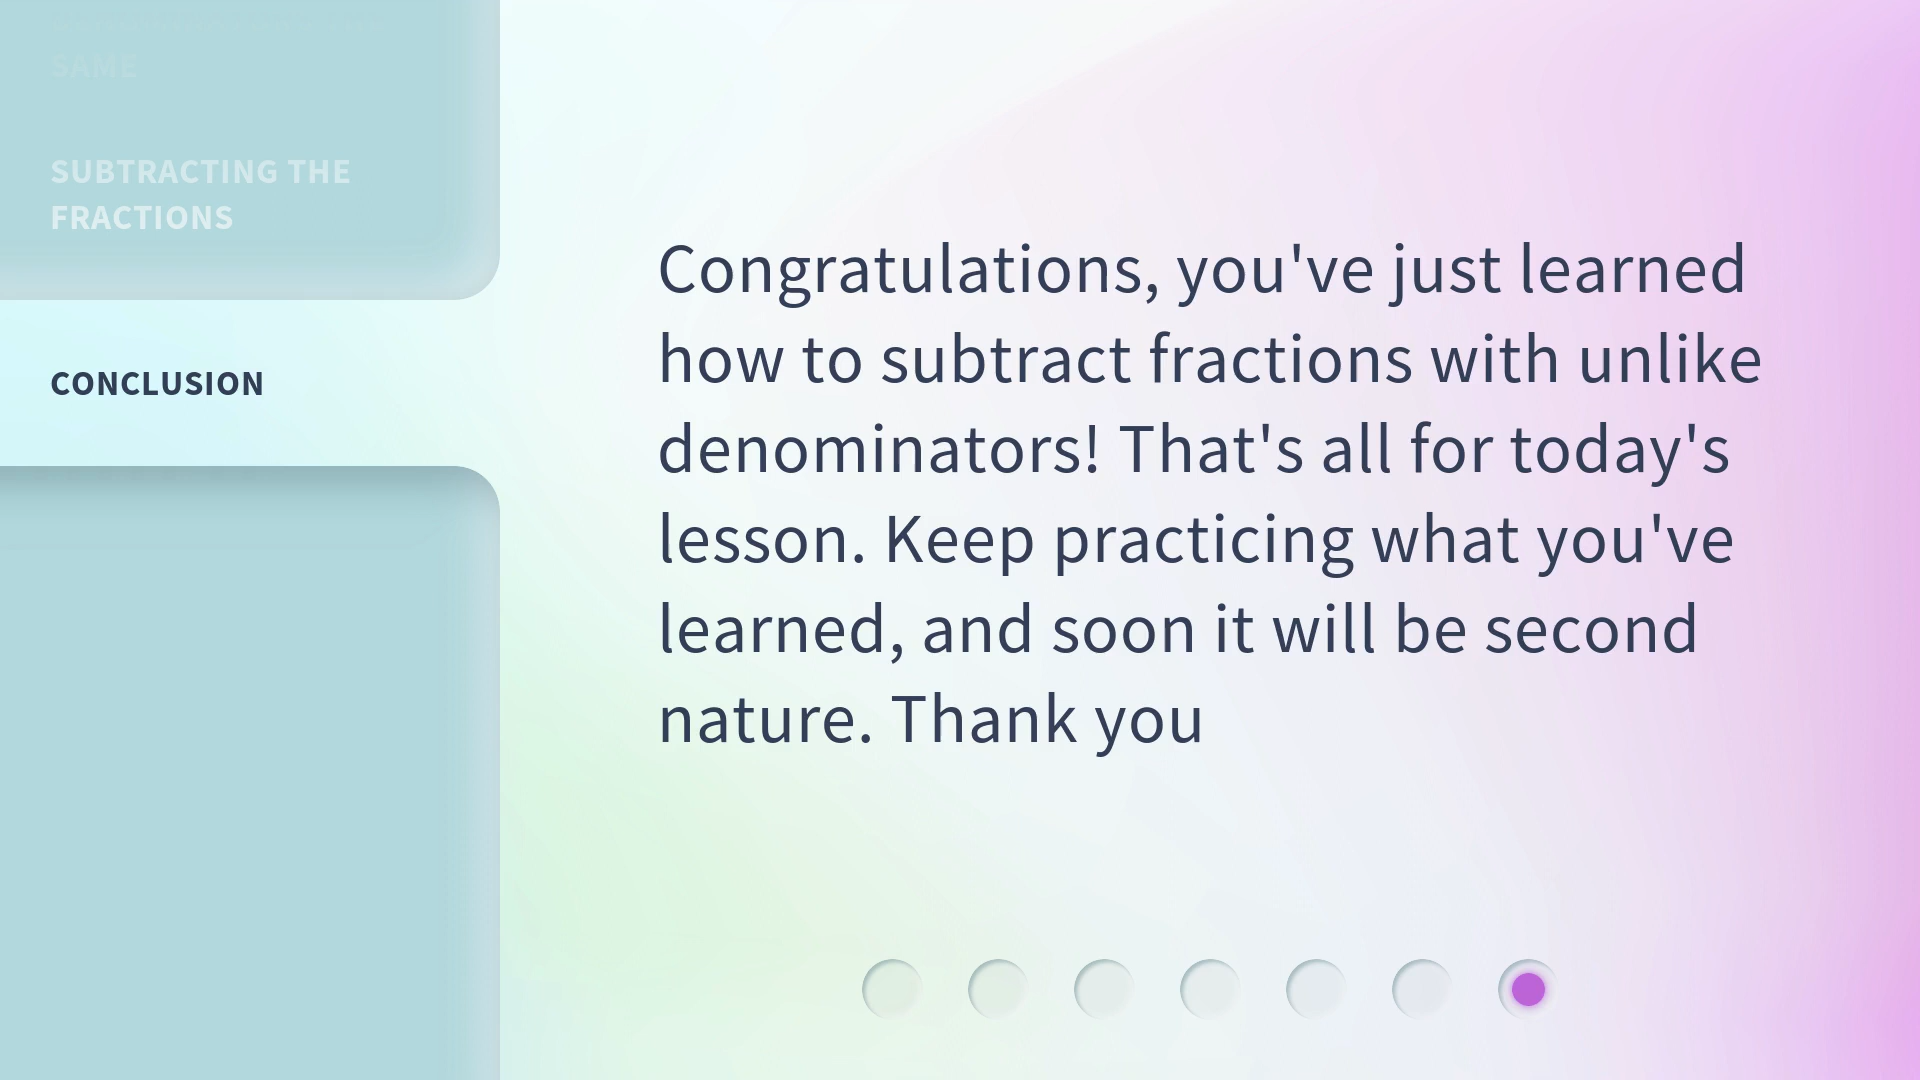 SAME
SUBTRACTING THE
FRACTIONS
CONCLUSION
Congratulations, you've just learned
how to subtract fractions with unlike
denominators! That's all for today's
lesson. Keep practicing what you've
learned, and soon it will be second
nature. Thank you